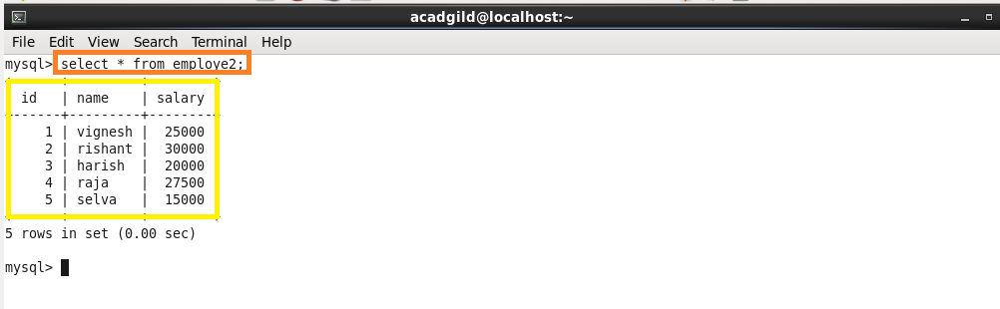 acadgild@localhost:~
File Edit View Search Terminal Help
mysql> select * from employe2;
id | name | salary
------+---------+--------
1 | vignesh | 25000
2 | rishant | 30000
3 | harish | 20000
4 | raja | 27500
5 | selva | 15000
5 rows in set (0.00 sec)
mysql>